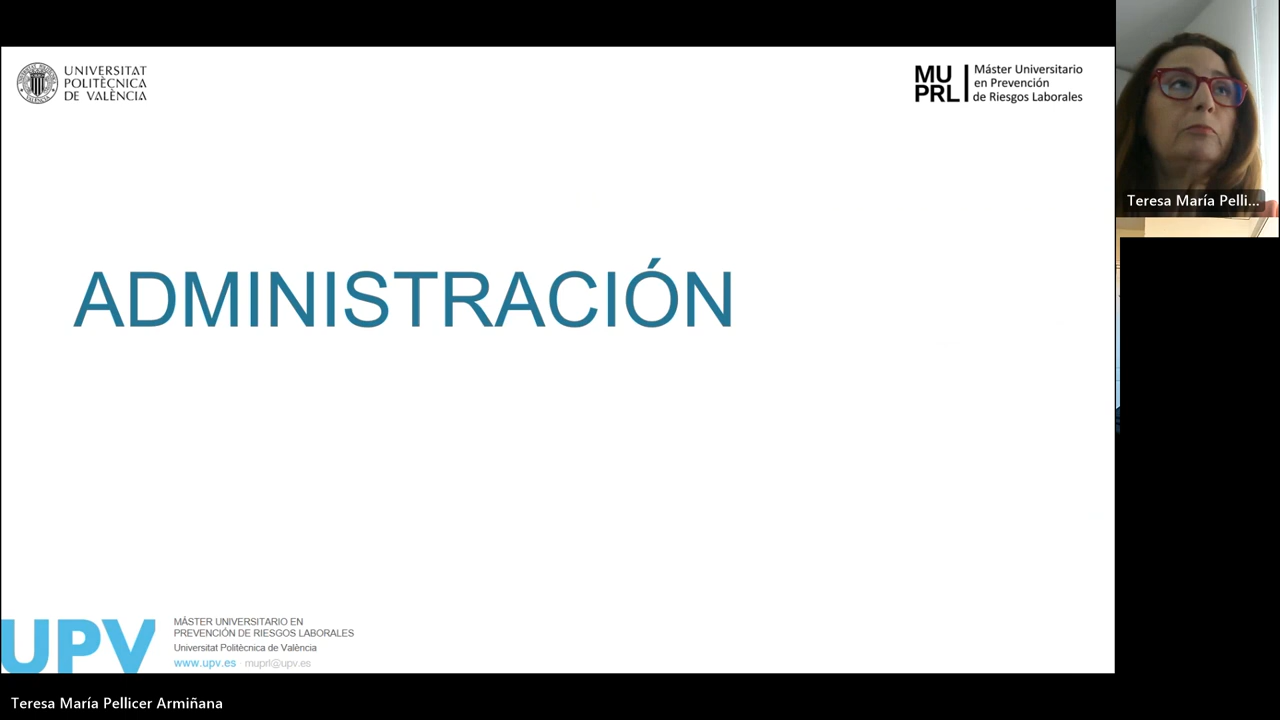 UNIVERSITAT
POLITÈCNICA
DE VALÈNCIA
MU
PRL
Máster Universitario
en Prevención
de Riesgos Laborales
Teresa María Pelli...
ADMINISTRACIÓN
UPV
MÁSTER UNIVERSITARIO EN
PREVENCIÓN DE RIESGOS LABORALES
Universitat Politècnica de València
www.upv.es · muprl@upv.es
Teresa María Pellicer Armiñana